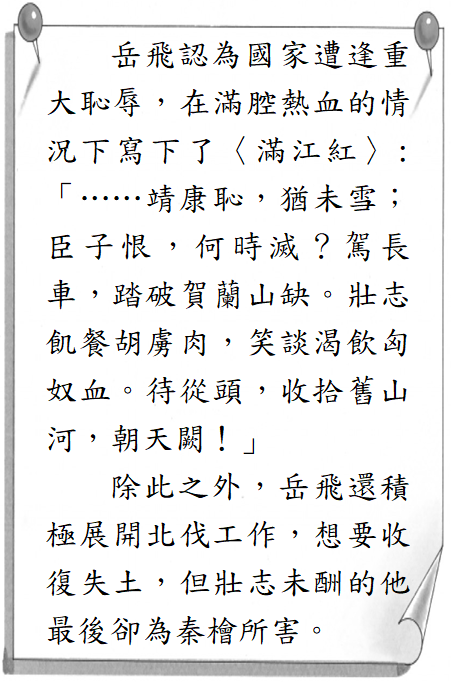 岳飛認為國家遭逢重
大恥辱，在滿腔熱血的情
況下寫下了〈滿江紅〉：
「……靖康恥，猶未雪；
臣子恨，何時滅？駕長
車，踏破賀蘭山缺。壯志
飢餐胡虜肉，笑談渴飲匈
奴血。待從頭，收拾舊山
河，朝天闕！」
除此之外，岳飛還積
極展開北伐工作，想要收
復失土，但壯志未酬的他
最後卻為秦檜所害。